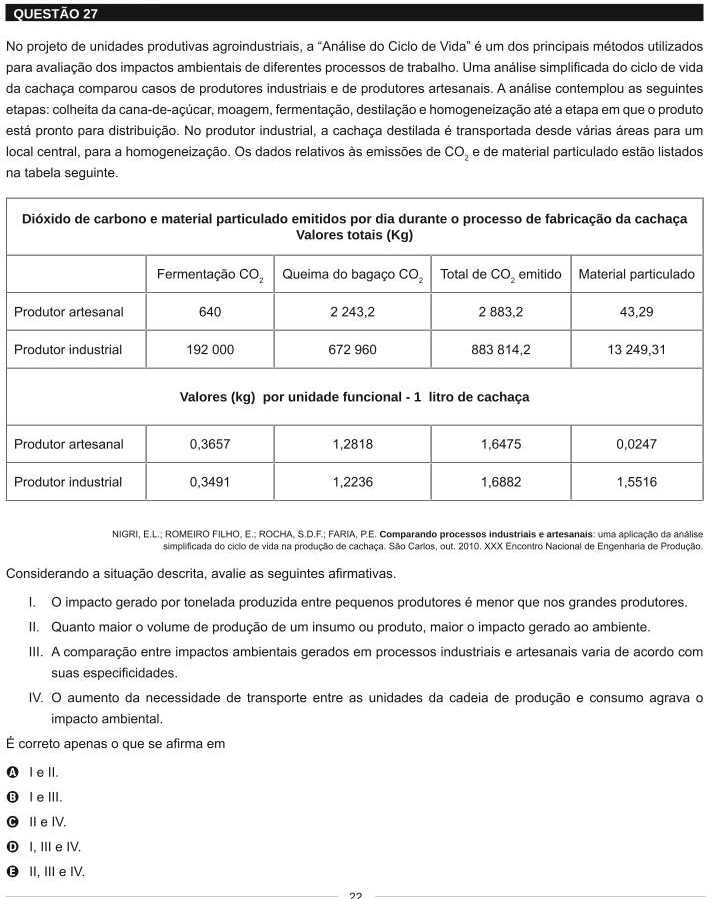 QUESTÃO 27
No projeto de unidades produtivas agroindustriais, a “Análise do Ciclo de Vida” é um dos principais métodos utilizados
para avaliação dos impactos ambientais de diferentes processos de trabalho. Uma análise simplificada do ciclo de vida
da cachaça comparou casos de produtores industriais e de produtores artesanais. A análise contemplou as seguintes
etapas: colheita da cana-de-açúcar, moagem, fermentação, destilação e homogeneização até a etapa em que o produto
está pronto para distribuição. No produtor industrial, a cachaça destilada é transportada desde várias áreas para um
local central, para a homogeneização. Os dados relativos às emissões de CO2 e de material particulado estão listados
na tabela seguinte.
Dióxido de carbono e material particulado emitidos por dia durante o processo de fabricação da cachaça
Valores totais (Kg)
Fermentação CO2 Queima do bagaço CO2 Total de CO2 emitido Material particulado
Produtor artesanal 640 2 243,2 2 883,2 43,29
Produtor industrial 192 000 672 960 883 814,2 13 249,31
Valores (kg) por unidade funcional - 1 litro de cachaça
Produtor artesanal 0,3657 1,2818 1,6475 0,0247
Produtor industrial 0,3491 1,2236 1,6882 1,5516
NIGRI, E.L.; ROMEIRO FILHO, E.; ROCHA, S.D.F.; FARIA, P.E. Comparando processos industriais e artesanais: uma aplicação da análise
simplificada do ciclo de vida na produção de cachaça. São Carlos, out. 2010. XXX Encontro Nacional de Engenharia de Produção.
Considerando a situação descrita, avalie as seguintes afirmativas.
I. O impacto gerado por tonelada produzida entre pequenos produtores é menor que nos grandes produtores.
II. Quanto maior o volume de produção de um insumo ou produto, maior o impacto gerado ao ambiente.
III. A comparação entre impactos ambientais gerados em processos industriais e artesanais varia de acordo com
suas especificidades.
IV. O aumento da necessidade de transporte entre as unidades da cadeia de produção e consumo agrava o
impacto ambiental.
É correto apenas o que se afirma em
A I e II.
B I e III.
C II e IV.
D I, III e IV.
E II, III e IV.
22